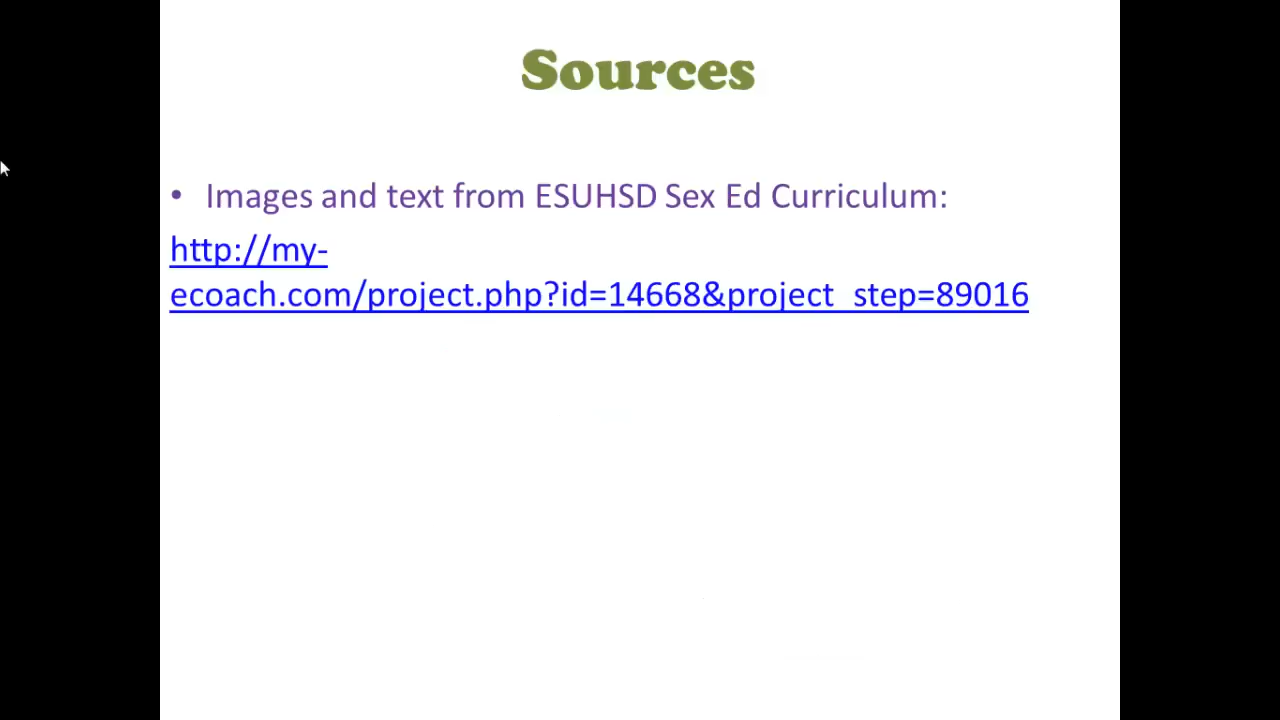 Sources
• Images and text from ESUHSD Sex Ed Curriculum:
http://my-
ecoach.com/project.php?id=14668&project_step=89016